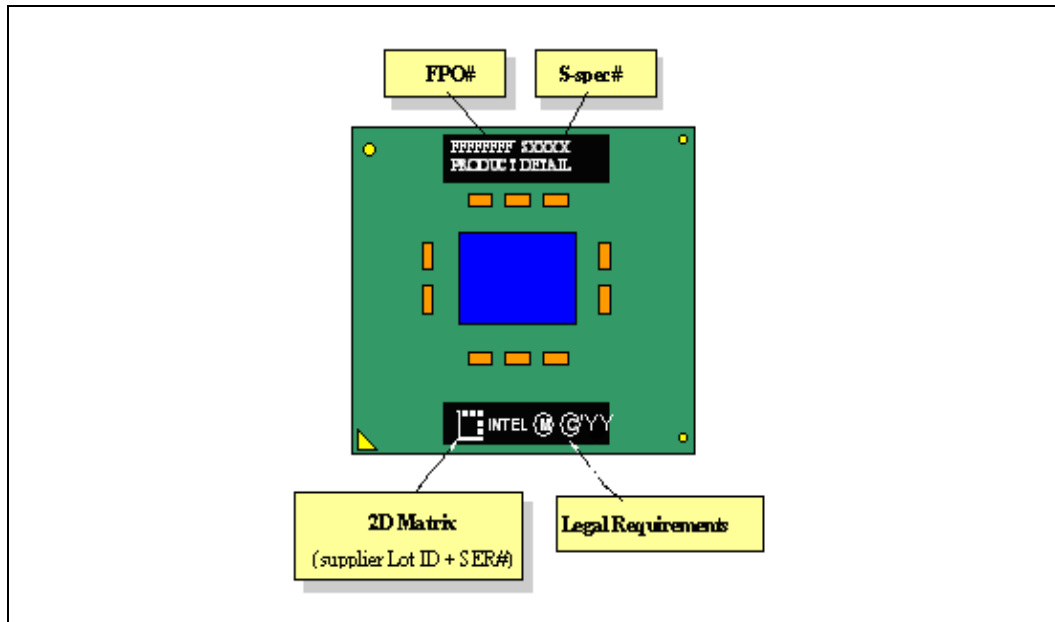 FPO#
S-spec#
FFFFFFFF SXXXX
PRODUCT DETAIL
INTEL M C'YY
2D Matrix
(supplier Lot ID + SER#)
Legal Requirements